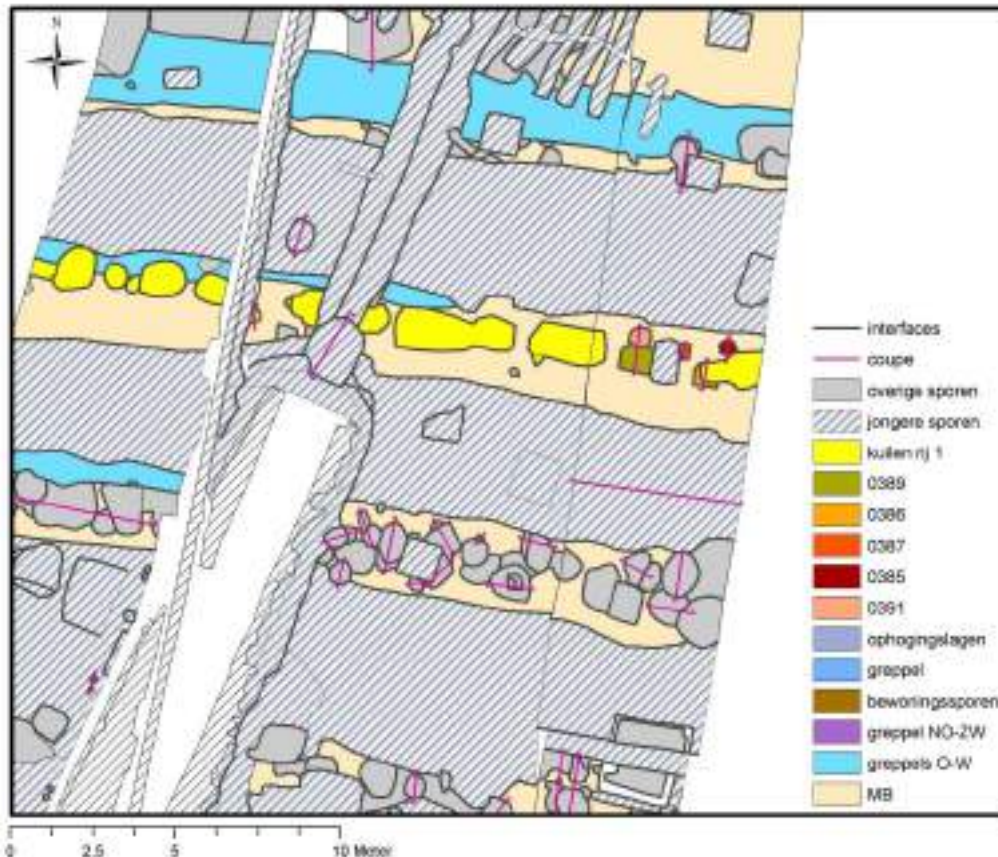 N
interfaces
coupe
overige sporen
jongere sporen
kuilen rij 1
0389
0386
0387
0385
0391
ophogingslagen
greppel
bewoningssporen
greppel NO-ZW
greppels O-W
MB
0 2.5 5 10 Meter